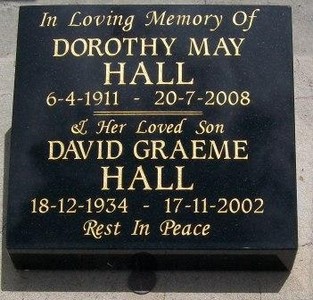 In Loving Memory Of
DOROTHY MAY
HALL
6-4-1911 - 20-7-2008
& Her Loved Son
DAVID GRAEME
HALL
18-12-1934 - 17-11-2002
Rest In Peace